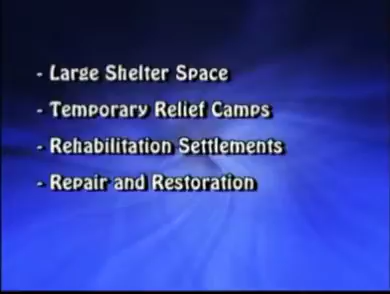 - Large Shelter Space
- Temporary Relief Camps
- Rehabilitation Settlements
- Repair and Restoration